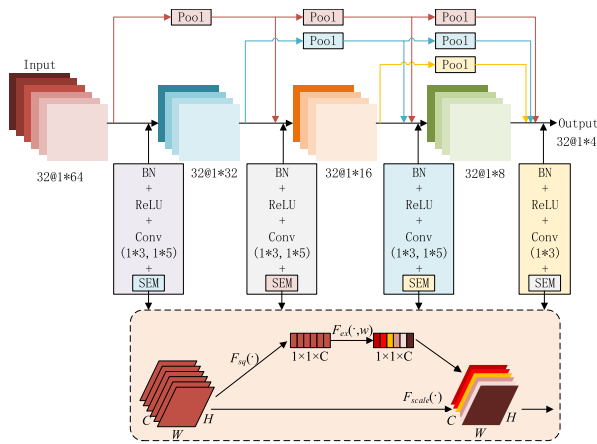 Pool Pool Pool
Pool Pool
Pool
Input
Output
32@1*4
32@1*64 32@1*32 32@1*16 32@1*8
BN
+
ReLU
+
Conv
(1*3, 1*5)
+
SEM
BN
+
ReLU
+
Conv
(1*3, 1*5)
+
SEM
BN
+
ReLU
+
Conv
(1*3, 1*5)
+
SEM
BN
+
ReLU
+
Conv
(1*3)
+
SEM
Fsq(·)
Fex(·,w)
1×1×C 1×1×C
Fscale(·)
C W H
C W H